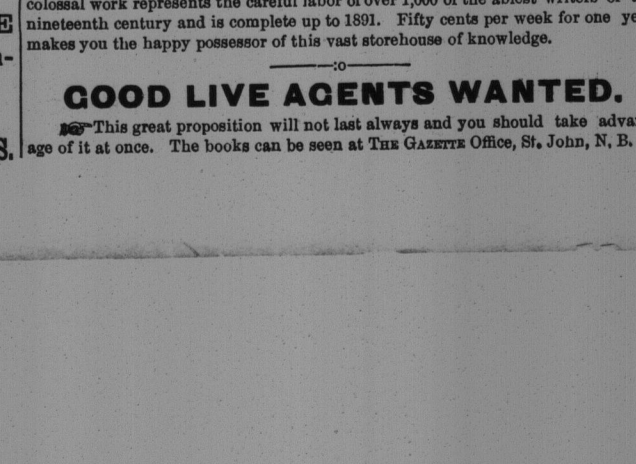 colossal work represents the careful labor of over 1,000 of the ablest writers of
E nineteenth century and is complete up to 1891. Fifty cents per week for one ye
makes you the happy possessor of this vast storehouse of knowledge.
:o
GOOD LIVE AGENTS WANTED.
☞This great proposition will not last always and you should take adva
S. age of it at once. The books can be seen at THE GAZETTE Office, St. John, N. B.